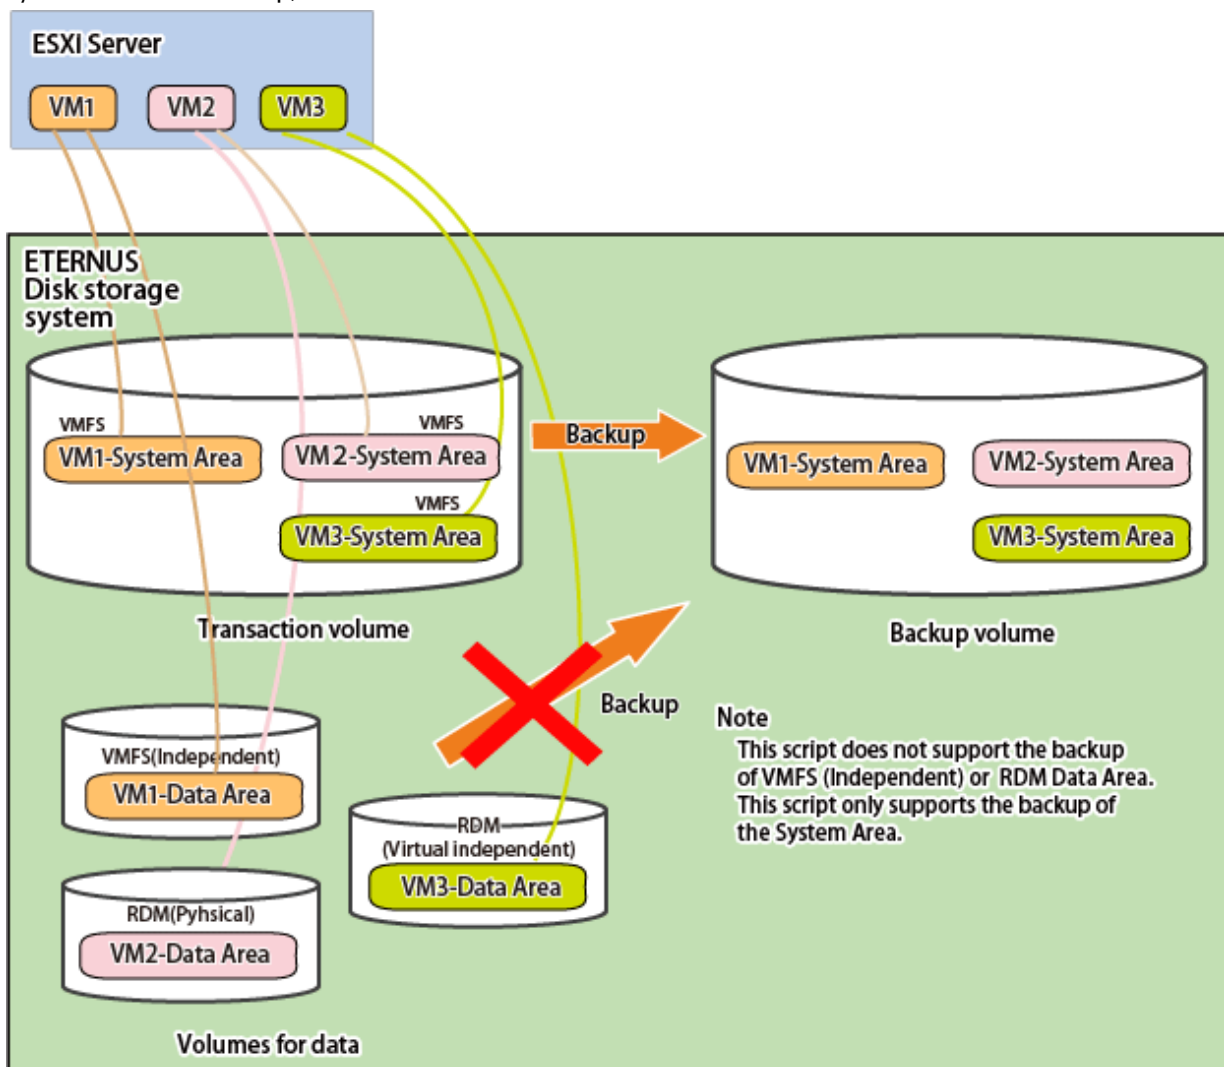 ESXI Server
VM1
VM2
VM3
ETERNUS
Disk storage
system
VMFS
VM1-System Area
VMFS
VM2-System Area
VMFS
VM3-System Area
Backup
VM1-System Area
VM2-System Area
VM3-System Area
Transaction volume
Backup volume
Backup
VMFS(Independent)
VM1-Data Area
RDM
(Virtual independent)
VM3-Data Area
RDM(Pyhsical)
VM2-Data Area
Volumes for data
Note
This script does not support the backup
of VMFS (Independent) or RDM Data Area.
This script only supports the backup of
the System Area.